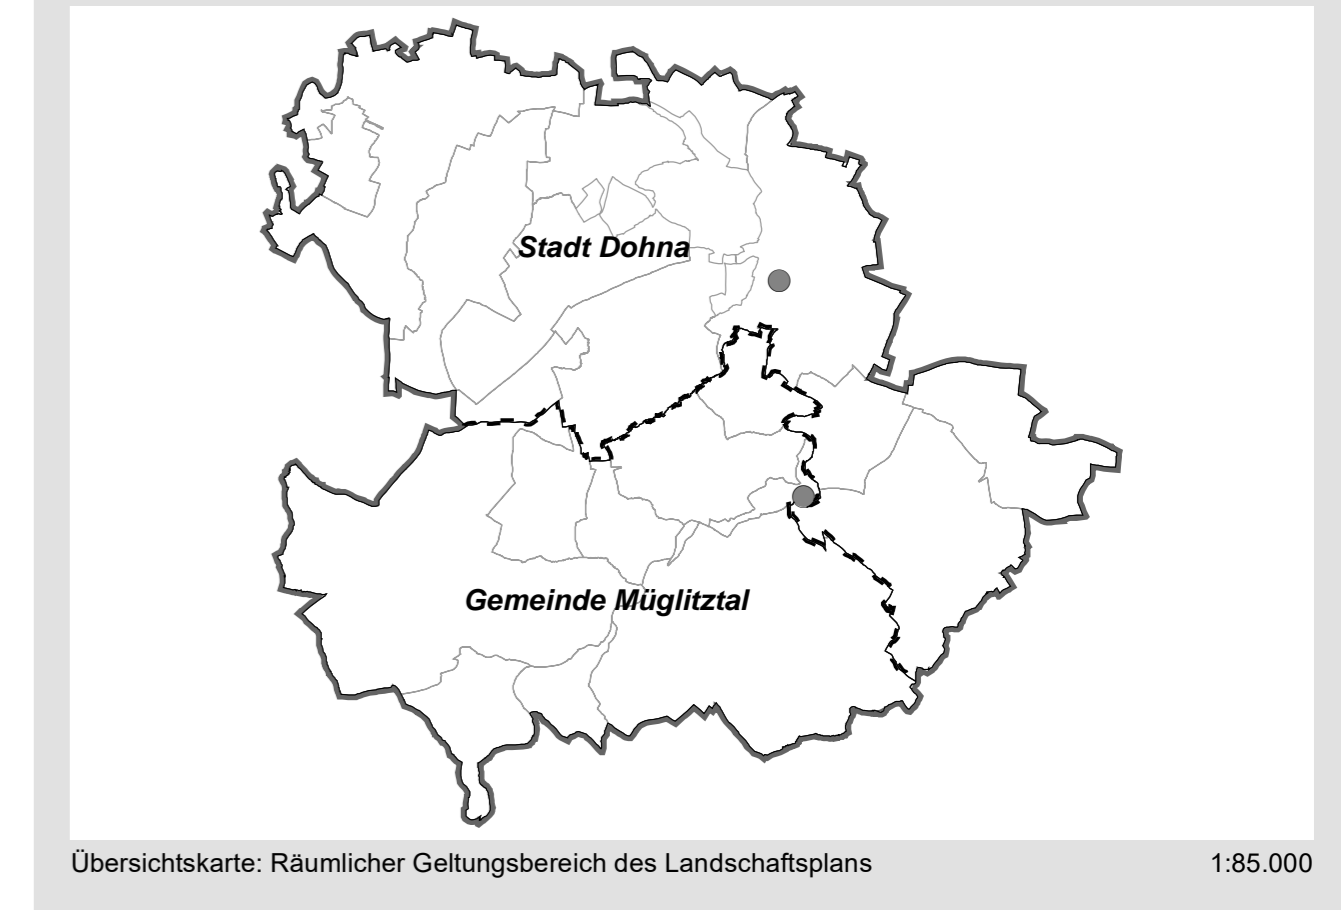 Stadt Dohna
Gemeinde Müglitztal
Übersichtskarte: Räumlicher Geltungsbereich des Landschaftsplans 1:85.000